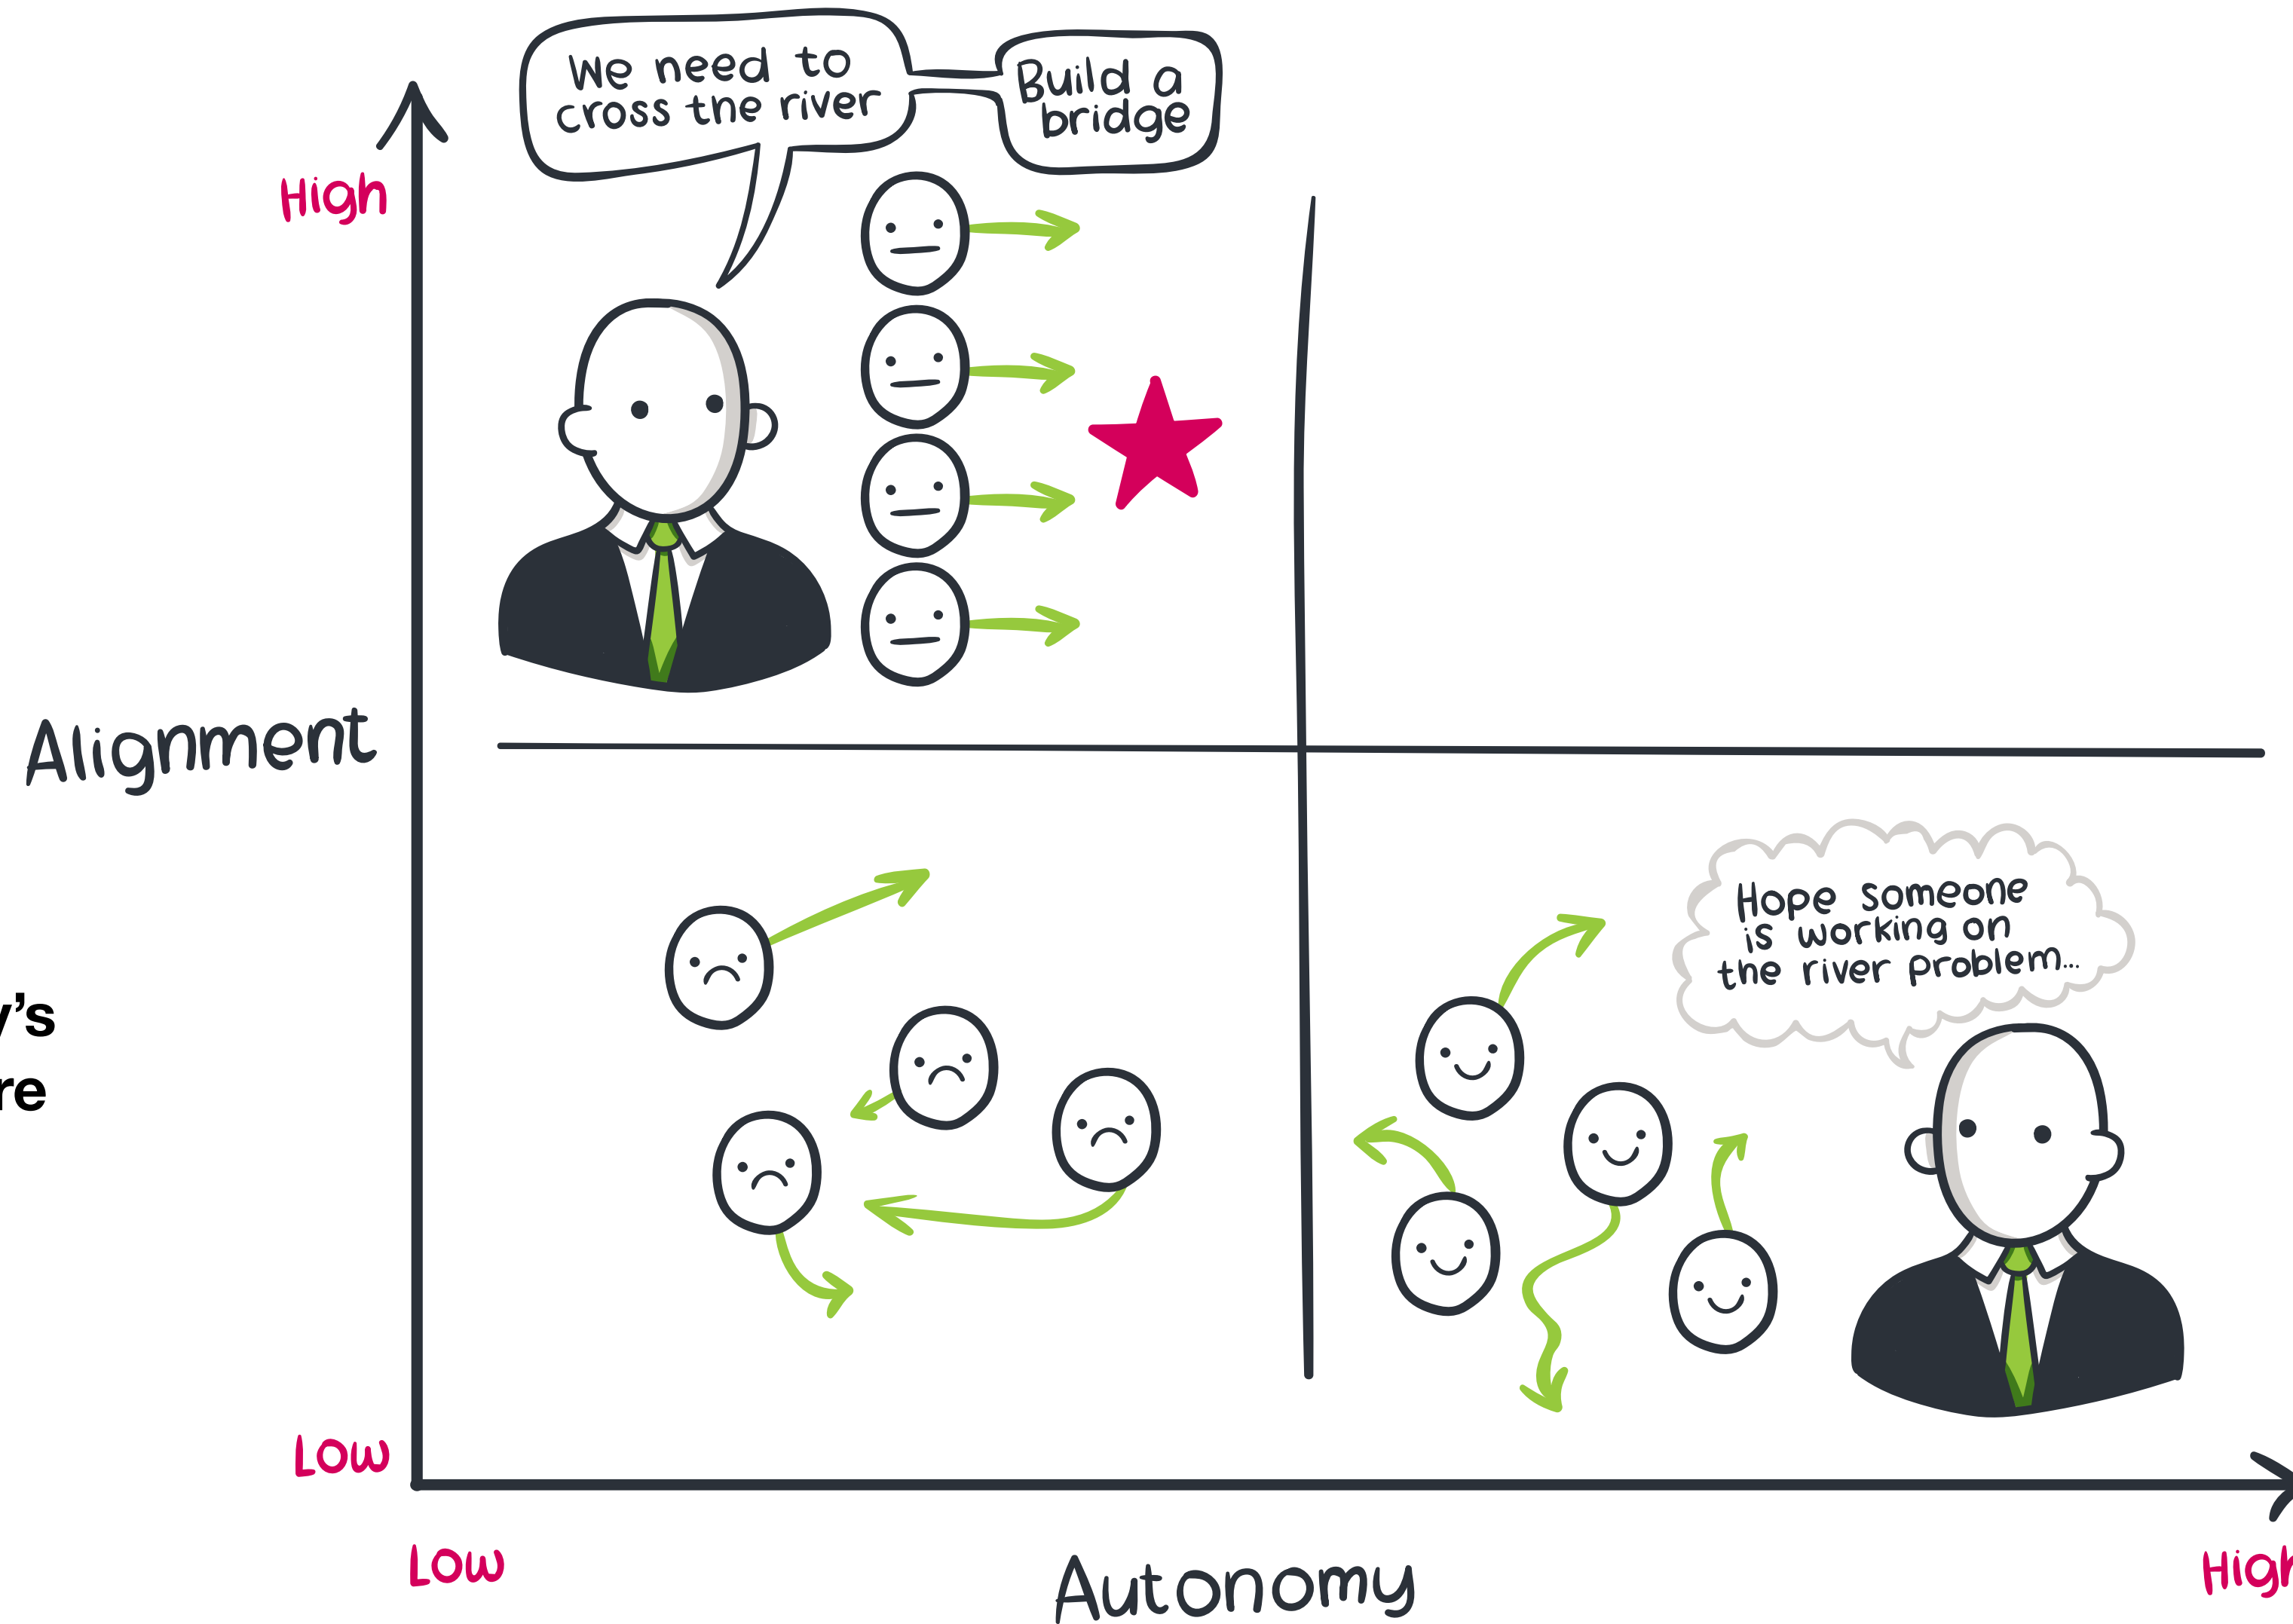 We need to
cross the river
Build a
bridge
High
Alignment
Hope someone
is working on
the river problem...
y's
re
Low
Low
Autonomy
High